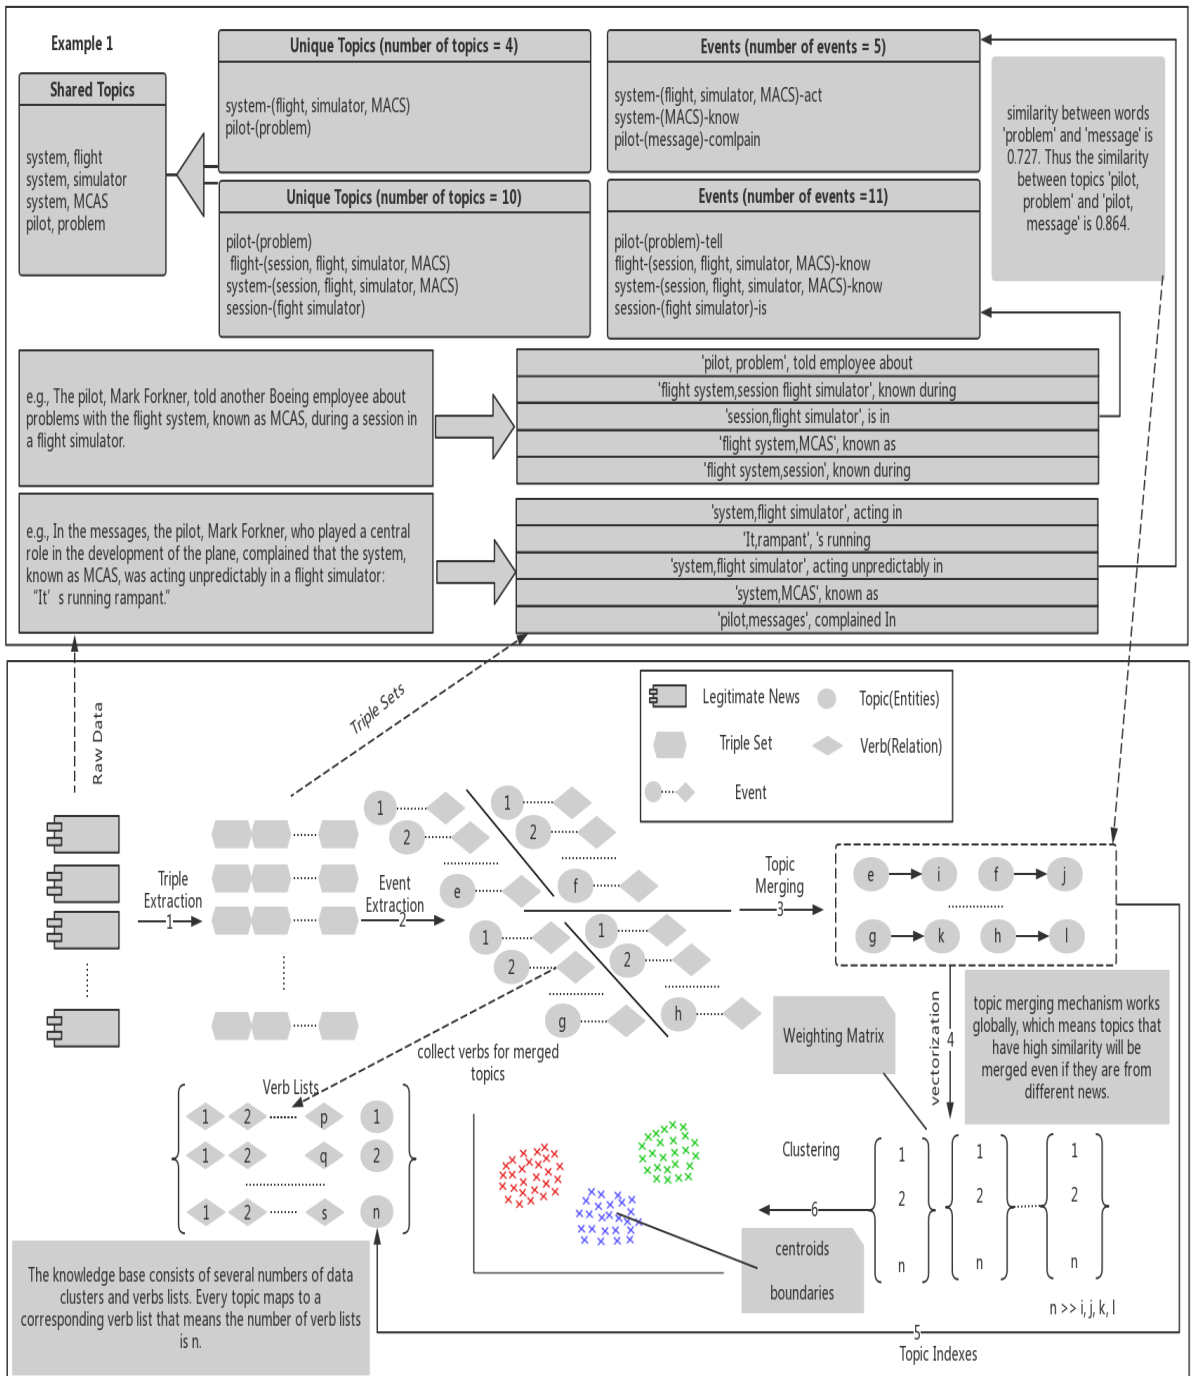 Example 1
Shared Topics
system, flight
system, simulator
system, MCAS
pilot, problem
Unique Topics (number of topics = 4)
system-(flight, simulator, MACS)
pilot-(problem)
Unique Topics (number of topics = 10)
pilot-(problem)
flight-(session, flight, simulator, MACS)
system-(session, flight, simulator, MACS)
session-(fight simulator)
Events (number of events = 5)
system-(flight, simulator, MACS)-act
system-(MACS)-know
pilot-(message)-comlpain
Events (number of events =11)
pilot-(problem)-tell
flight-(session, flight, simulator, MACS)-know
system-(session, flight, simulator, MACS)-know
session-(fight simulator)-is
similarity between words
'problem' and 'message' is
0.727. Thus the similarity
between topics 'pilot,
problem' and 'pilot,
message' is 0.864.
e.g., The pilot, Mark Forkner, told another Boeing employee about
problems with the flight system, known as MCAS, during a session in
a flight simulator.
'pilot, problem', told employee about
'flight system,session flight simulator', known during
'session,flight simulator', is in
'flight system,MCAS', known as
'flight system,session', known during
e.g., In the messages, the pilot, Mark Forkner, who played a central
role in the development of the plane, complained that the system,
known as MCAS, was acting unpredictably in a flight simulator:
“It’ s running rampant.”
'system,flight simulator', acting in
'It,rampant', 's running
'system,flight simulator', acting unpredictably in
'system,MCAS', known as
'pilot,messages', complained In
Raw Data
Triple Sets
Legitimate News
Topic(Entities)
Triple Set
Verb(Relation)
Event
Triple
Extraction
1
Event
Extraction
2
1
2
e
1
2
f
1
2
g
1
2
h
Topic
Merging
3
e
i
f
j
g
k
h
l
vectorization
4
topic merging mechanism works
globally, which means topics that
have high similarity will be
merged even if they are from
different news.
Weighting Matrix
collect verbs for merged
topics
Verb Lists
1 2 p 1
1 2 q 2
1 2 s n
Clustering
6
1
2
n
1
2
n
1
2
n
n >> i, j, k, l
centroids
boundaries
The knowledge base consists of several numbers of data
clusters and verbs lists. Every topic maps to a
corresponding verb list that means the number of verb lists
is n.
5
Topic Indexes